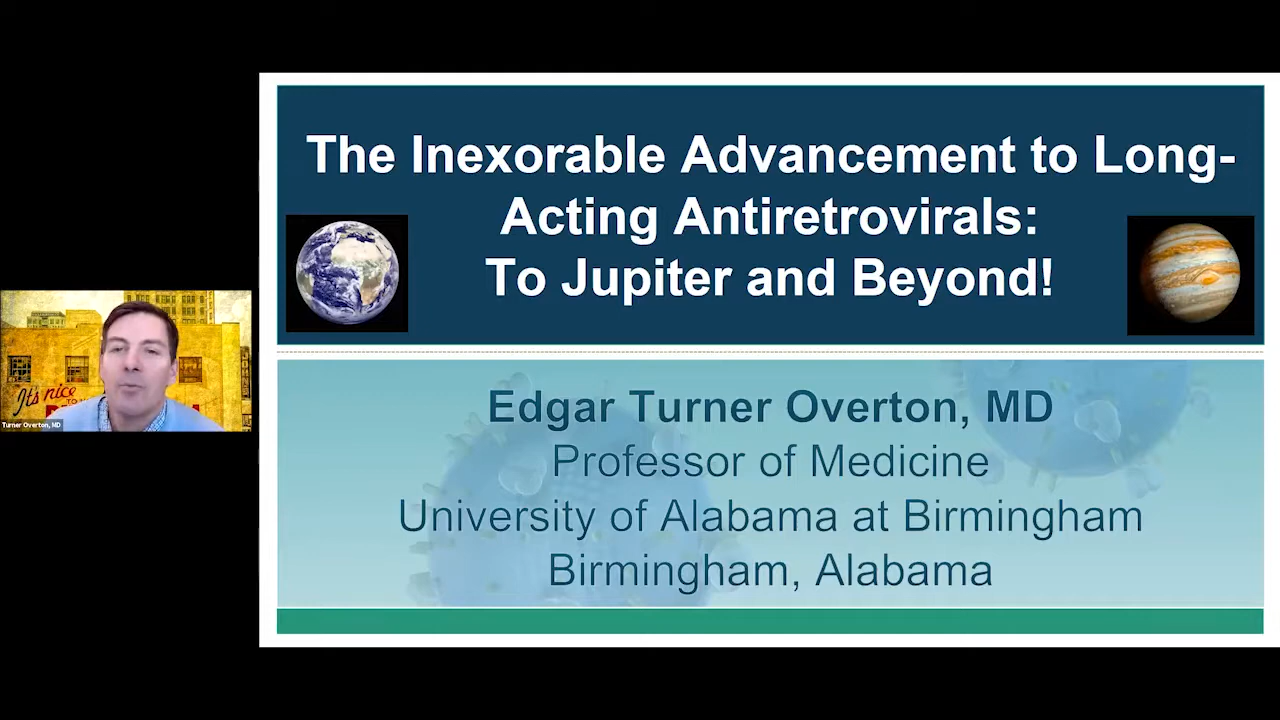 The Inexorable Advancement to Long-
Acting Antiretrovirals:
To Jupiter and Beyond!
Edgar Turner Overton, MD
Professor of Medicine
University of Alabama at Birmingham
Birmingham, Alabama
It's nice
Turner Overton, MD